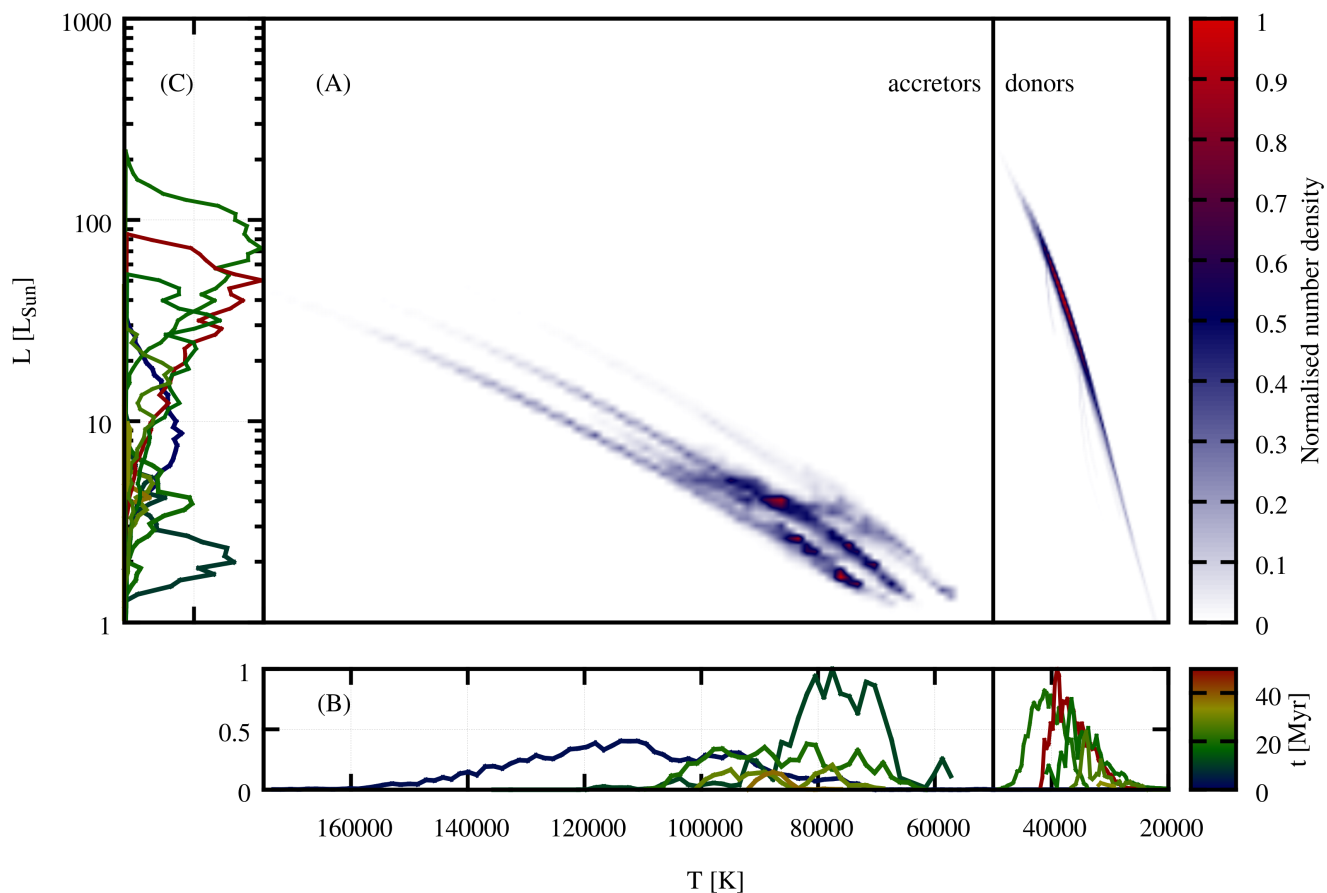 1000
100
10
1
L [L_Sun]
(C)
(A)
accretors
donors
1
0.9
0.8
0.7
0.6
0.5
0.4
0.3
0.2
0.1
0
Normalised number density
1
0.5
0
(B)
40
20
0
t [Myr]
160000 140000 120000 100000 80000 60000 40000 20000
T [K]